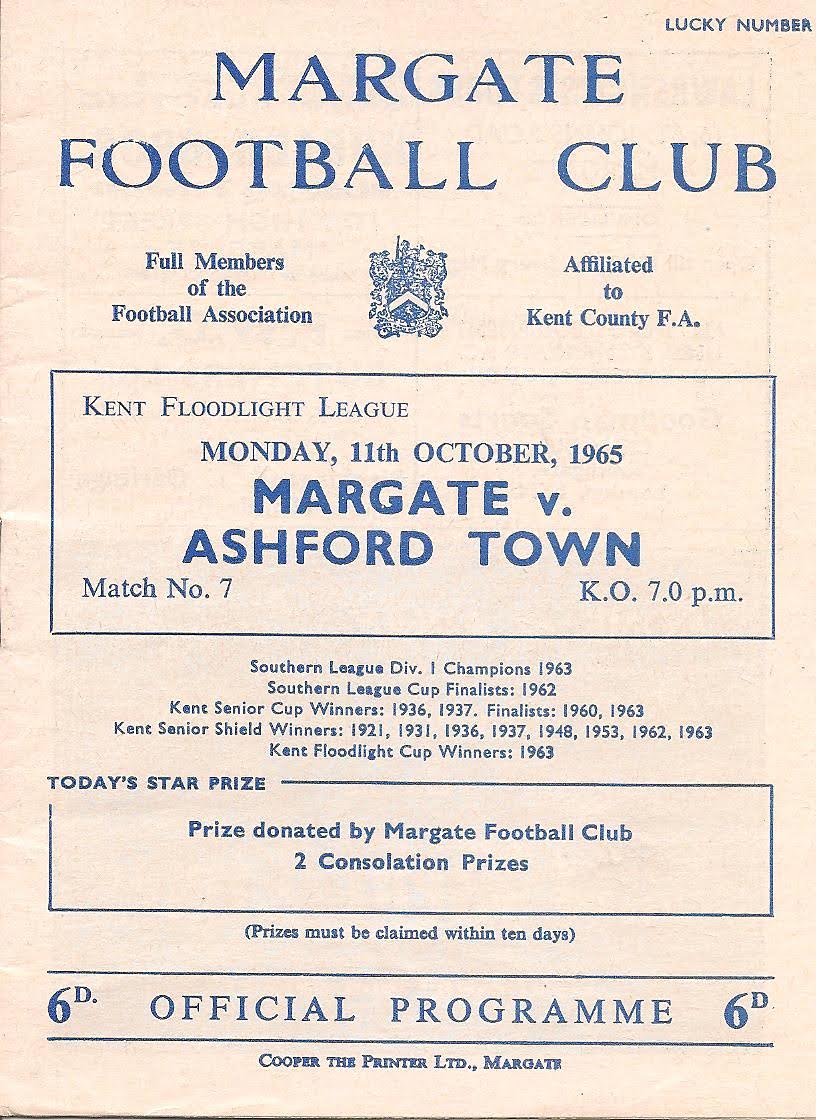 LUCKY NUMBER
MARGATE
FOOTBALL CLUB
Full Members
of the
Football Association
Affiliated
to
Kent County F.A.
KENT FLOODLIGHT LEAGUE
MONDAY, 11th OCTOBER, 1965
MARGATE v.
ASHFORD TOWN
Match No. 7 K.O. 7.0 p.m.
Southern League Div. 1 Champions 1963
Southern League Cup Finalists: 1962
Kent Senior Cup Winners: 1936, 1937. Finalists: 1960, 1963
Kent Senior Shield Winners: 1921, 1931, 1936, 1937, 1948, 1953, 1962, 1963
Kent Floodlight Cup Winners: 1963
TODAY'S STAR PRIZE
Prize donated by Margate Football Club
2 Consolation Prizes
(Prizes must be claimed within ten days)
6D. OFFICIAL PROGRAMME 6D
COOPER THE PRINTER LTD., MARGATE